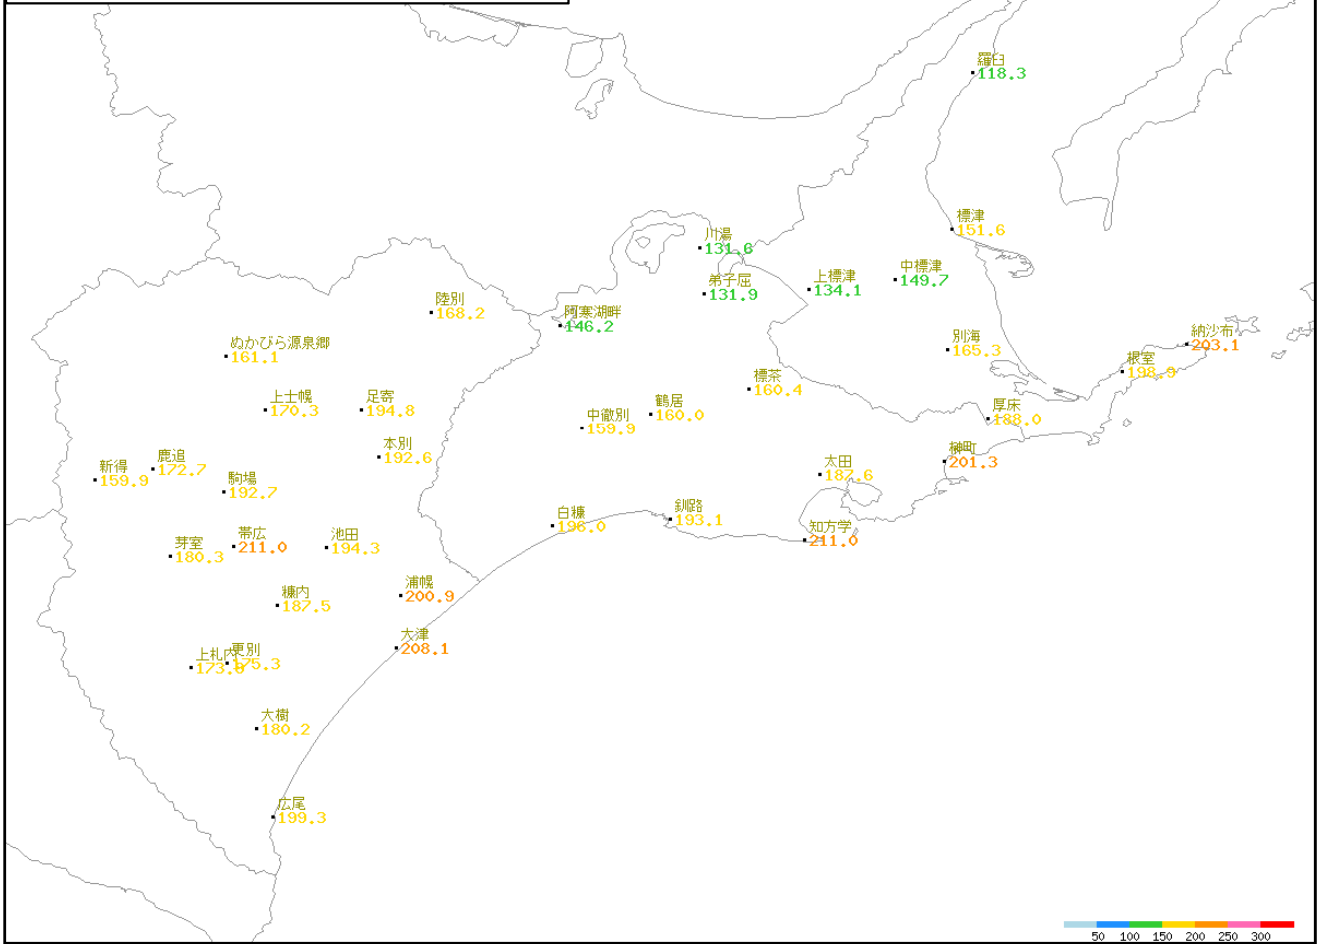 羅臼
118.3
標津
151.6
川湯
131.6
弟子屈
131.9
上標津
134.1
中標津
149.7
陸別
168.2
阿寒湖畔
146.2
ぬかびら源泉郷
161.1
別海
165.3
納沙布
203.1
根室
198.9
標茶
160.4
上士幌
170.3
足寄
194.8
鶴居
160.0
中徹別
159.9
厚床
188.0
本別
192.6
榊町
201.3
新得
159.9
鹿追
172.7
駒場
192.7
太田
187.6
白糠
196.0
釧路
193.1
知方学
211.0
芽室
180.3
帯広
211.0
池田
194.3
浦幌
200.9
糠内
187.5
大津
208.1
上札内
173.8
更別
175.3
大樹
180.2
広尾
199.3
50 100 150 200 250 300